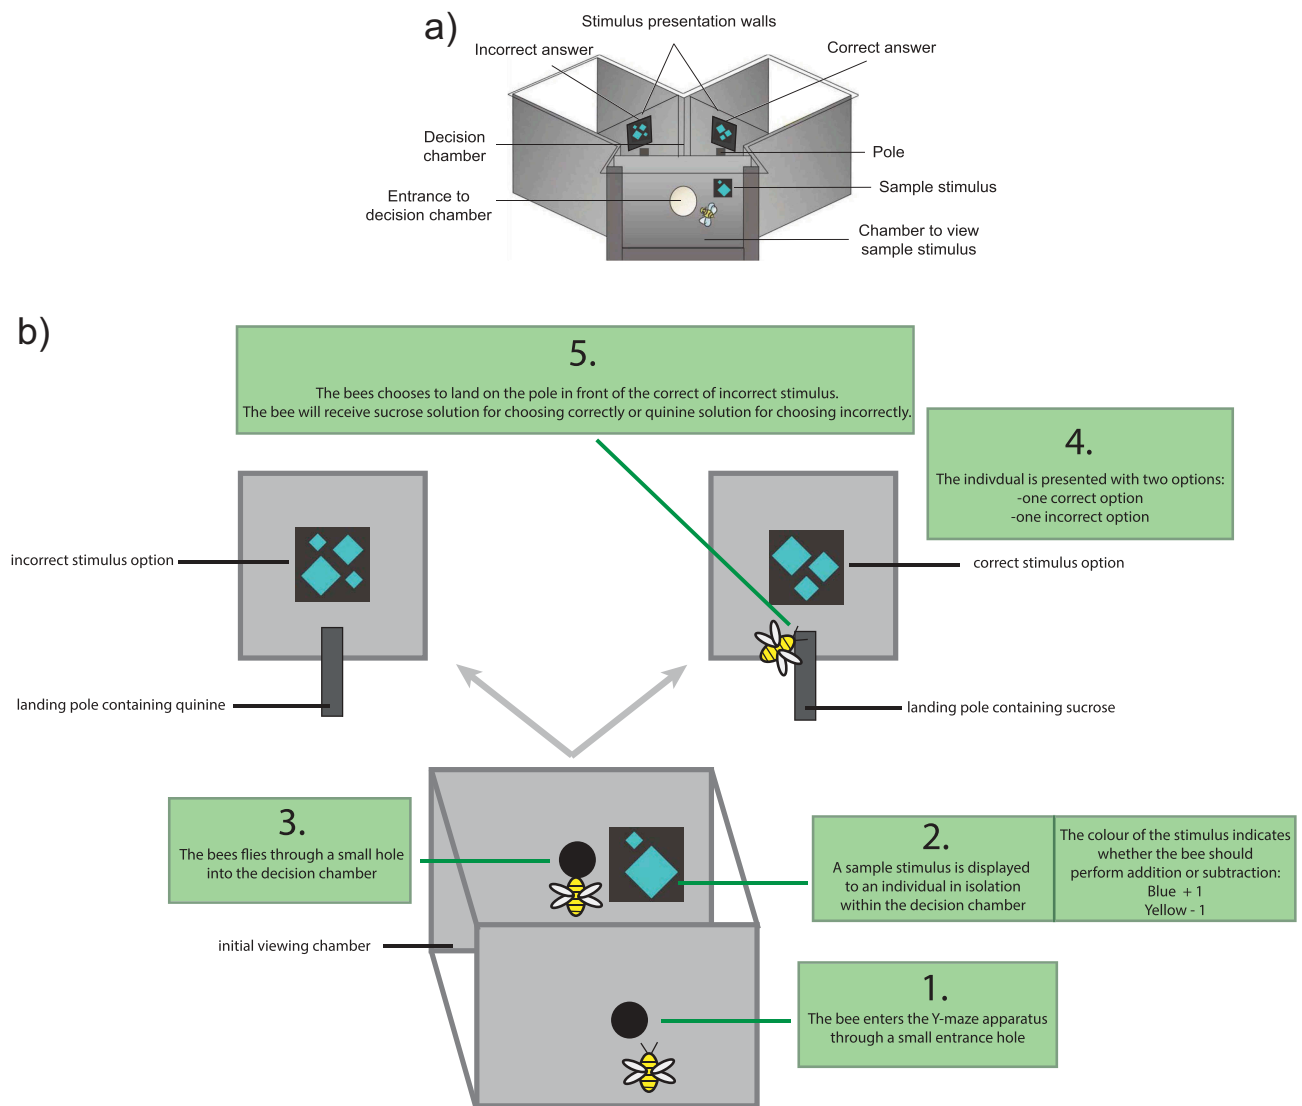 a)
Stimulus presentation walls
Incorrect answer
Correct answer
Decision
chamber
Pole
Entrance to
decision chamber
Sample stimulus
Chamber to view
sample stimulus
b)
5.
The bees chooses to land on the pole in front of the correct of incorrect stimulus.
The bee will receive sucrose solution for choosing correctly or quinine solution for choosing incorrectly.
4.
The indivdual is presented with two options:
-one correct option
-one incorrect option
incorrect stimulus option
correct stimulus option
landing pole containing quinine
landing pole containing sucrose
3.
The bees flies through a small hole
into the decision chamber
2.
A sample stimulus is displayed
to an individual in isolation
within the decision chamber
The colour of the stimulus indicates
whether the bee should
perform addition or subtraction:
Blue + 1
Yellow - 1
initial viewing chamber
1.
The bee enters the Y-maze apparatus
through a small entrance hole